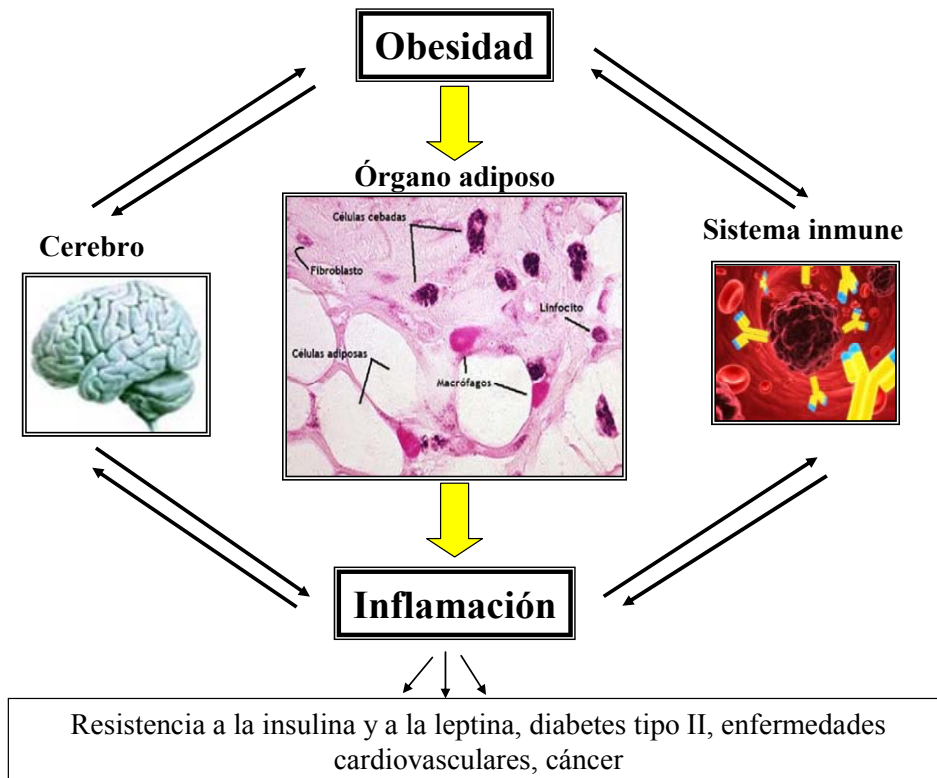 Obesidad
Órgano adiposo
Células cebadas
Fibroblasto
Linfocito
Células adiposas
Macrófagos
Cerebro
Sistema inmune
Inflamación
Resistencia a la insulina y a la leptina, diabetes tipo II, enfermedades
cardiovasculares, cáncer